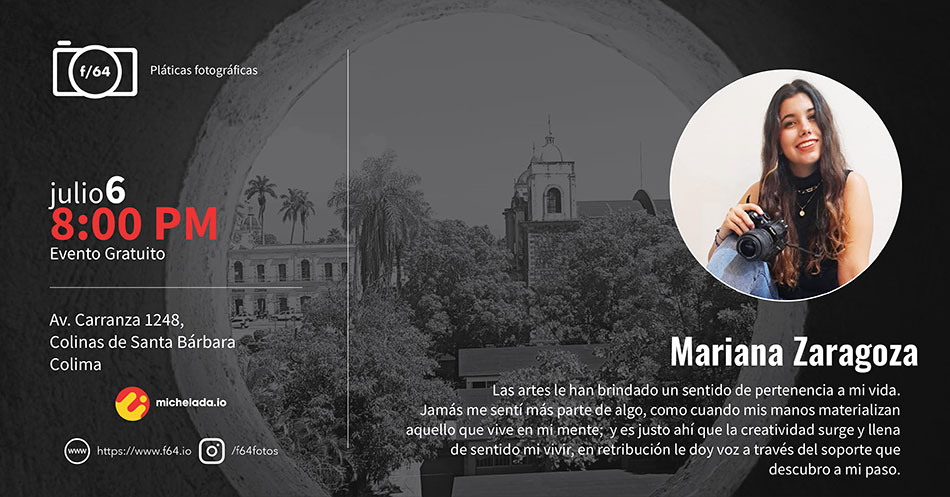 f/64
Pláticas fotográficas
julio6
8:00 PM
Evento Gratuito
Av. Carranza 1248,
Colinas de Santa Bárbara
Colima
michelada.io
www
https://www.f64.io
/f64fotos
Mariana Zaragoza
Las artes le han brindado un sentido de pertenencia a mi vida.
Jamás me sentí más parte de algo, como cuando mis manos materializan
aquello que vive en mi mente; y es justo ahí que la creatividad surge y llena
de sentido mi vivir, en retribución le doy voz a través del soporte que
descubro a mi paso.